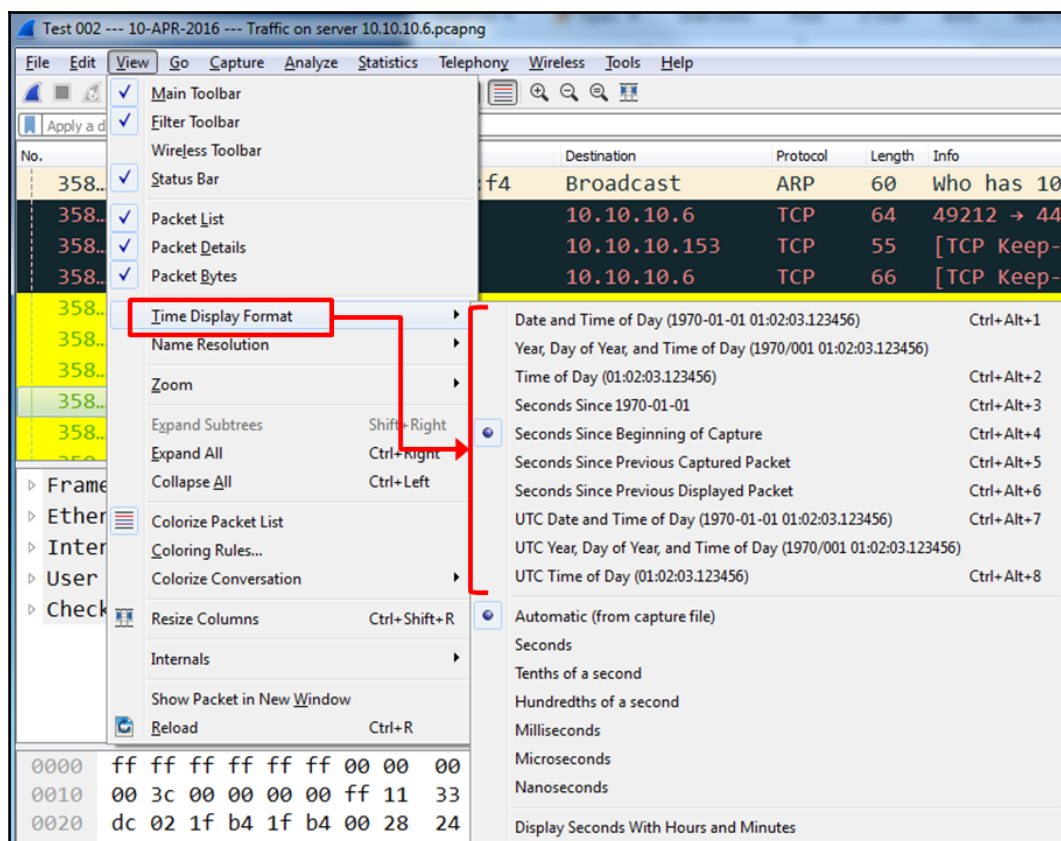 Test 002 --- 10-APR-2016 --- Traffic on server 10.10.10.6.pcapng
File Edit View Go Capture Analyze Statistics Telephony Wireless Tools Help
Main Toolbar
Apply a d
Filter Toolbar
Wireless Toolbar
No. Destination Protocol Length Info
Status Bar
358... :f4 Broadcast ARP 60 Who has 10
358... 10.10.10.6 TCP 64 49212 → 44
Packet List
358... 10.10.10.153 TCP 55 [TCP Keep-
Packet Details
358... 10.10.10.6 TCP 66 [TCP Keep-
Packet Bytes
358...
Time Display Format
358...
Name Resolution
358...
Zoom
358...
Expand Subtrees Shift+Right
358...
Expand All Ctrl+Right
Collapse All Ctrl+Left
Colorize Packet List
Coloring Rules...
Colorize Conversation
Resize Columns Ctrl+Shift+R
Internals
Show Packet in New Window
Reload Ctrl+R
Date and Time of Day (1970-01-01 01:02:03.123456) Ctrl+Alt+1
Year, Day of Year, and Time of Day (1970/001 01:02:03.123456)
Time of Day (01:02:03.123456) Ctrl+Alt+2
Seconds Since 1970-01-01 Ctrl+Alt+3
Seconds Since Beginning of Capture Ctrl+Alt+4
Seconds Since Previous Captured Packet Ctrl+Alt+5
Seconds Since Previous Displayed Packet Ctrl+Alt+6
UTC Date and Time of Day (1970-01-01 01:02:03.123456) Ctrl+Alt+7
UTC Year, Day of Year, and Time of Day (1970/001 01:02:03.123456)
UTC Time of Day (01:02:03.123456) Ctrl+Alt+8
Automatic (from capture file)
Seconds
Tenths of a second
Hundredths of a second
Milliseconds
Microseconds
Nanoseconds
Display Seconds With Hours and Minutes
Frame
Ether
Inter
User
Check
0000 ff ff ff ff ff ff 00 00 00
0010 00 3c 00 00 00 00 ff 11 33
0020 dc 02 1f b4 1f b4 00 28 24